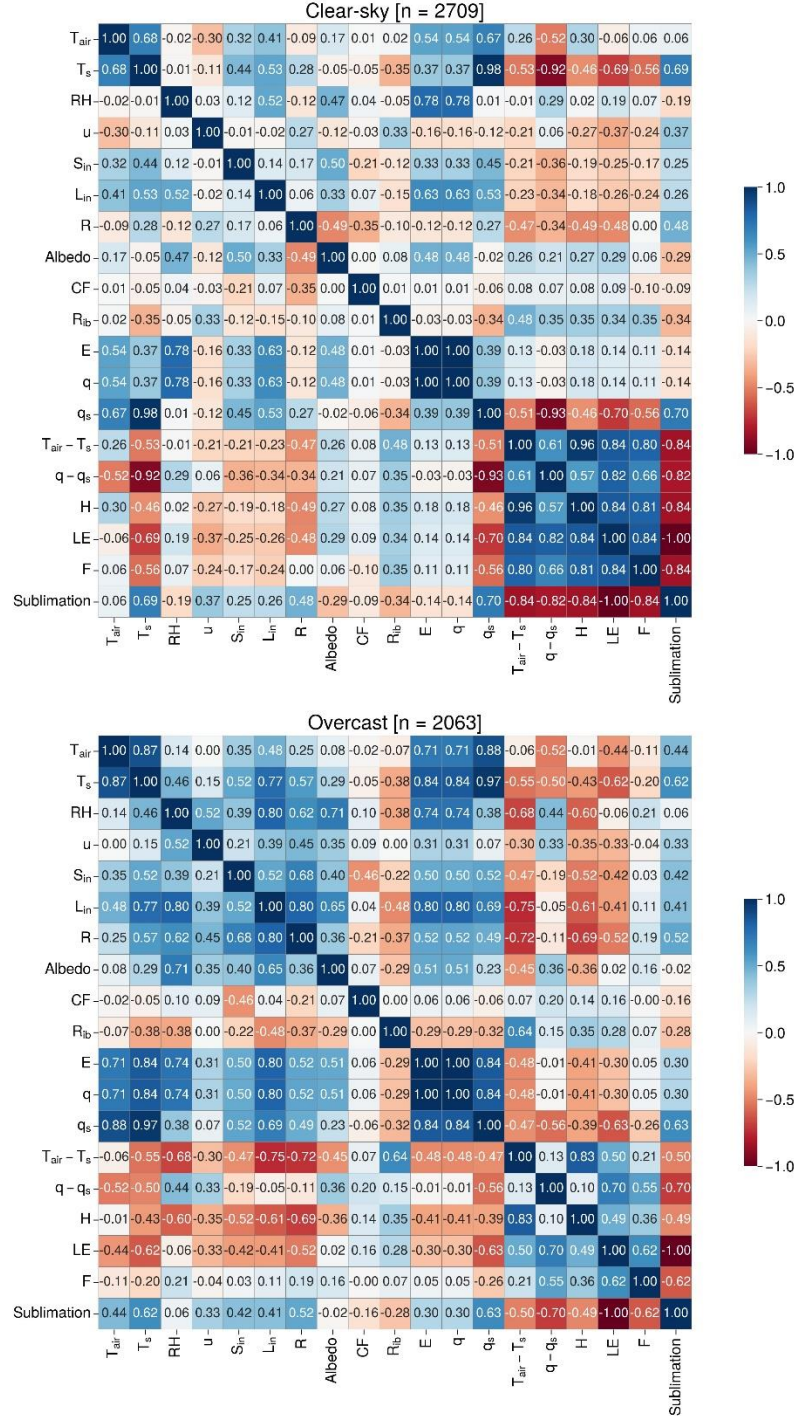 Clear-sky [n = 2709]
T_air 1.00 0.68 -0.02 -0.30 0.32 0.41 -0.09 0.17 0.01 0.02 0.54 0.54 0.67 0.26 -0.52 0.30 -0.06 0.06 0.06
T_s 0.68 1.00 -0.01 -0.11 0.44 0.53 0.28 -0.05 -0.05 -0.35 0.37 0.37 0.98 -0.53 -0.92 -0.46 -0.69 -0.56 0.69
RH -0.02 -0.01 1.00 0.03 0.12 0.52 -0.12 0.47 0.04 -0.05 0.78 0.78 0.01 -0.01 0.29 0.02 0.19 0.07 -0.19
u -0.30 -0.11 0.03 1.00 -0.01 -0.02 0.27 -0.12 -0.03 0.33 -0.16 -0.16 -0.12 -0.21 0.06 -0.27 -0.37 -0.24 0.37
S_in 0.32 0.44 0.12 -0.01 1.00 0.14 0.17 0.50 -0.21 -0.12 0.33 0.33 0.45 -0.21 -0.36 -0.19 -0.25 -0.17 0.25
L_in 0.41 0.53 0.52 -0.02 0.14 1.00 0.06 0.33 0.07 -0.15 0.63 0.63 0.53 -0.23 -0.34 -0.18 -0.26 -0.24 0.26
R -0.09 0.28 -0.12 0.27 0.17 0.06 1.00 -0.49 -0.35 -0.10 -0.12 -0.12 0.27 -0.47 -0.34 -0.49 -0.48 0.00 0.48
Albedo 0.17 -0.05 0.47 -0.12 0.50 0.33 -0.49 1.00 0.00 0.08 0.48 0.48 -0.02 0.26 0.21 0.27 0.29 0.06 -0.29
CF 0.01 -0.05 0.04 -0.03 -0.21 0.07 -0.35 0.00 1.00 0.01 0.01 0.01 -0.06 0.08 0.07 0.08 0.09 -0.10 -0.09
R_ib 0.02 -0.35 -0.05 0.33 -0.12 -0.15 -0.10 0.08 0.01 1.00 -0.03 -0.03 -0.34 0.48 0.35 0.35 0.34 0.35 -0.34
E 0.54 0.37 0.78 -0.16 0.33 0.63 -0.12 0.48 0.01 -0.03 1.00 1.00 0.39 0.13 -0.03 0.18 0.14 0.11 -0.14
q 0.54 0.37 0.78 -0.16 0.33 0.63 -0.12 0.48 0.01 -0.03 1.00 1.00 0.39 0.13 -0.03 0.18 0.14 0.11 -0.14
q_s 0.67 0.98 0.01 -0.12 0.45 0.53 0.27 -0.02 -0.06 -0.34 0.39 0.39 1.00 -0.51 -0.93 -0.46 -0.70 -0.56 0.70
T_air − T_s 0.26 -0.53 -0.01 -0.21 -0.21 -0.23 -0.47 0.26 0.08 0.48 0.13 0.13 -0.51 1.00 0.61 0.96 0.84 0.80 -0.84
q − q_s -0.52 -0.92 0.29 0.06 -0.36 -0.34 -0.34 0.21 0.07 0.35 -0.03 -0.03 -0.93 0.61 1.00 0.57 0.82 0.66 -0.82
H 0.30 -0.46 0.02 -0.27 -0.19 -0.18 -0.49 0.27 0.08 0.35 0.18 0.18 -0.46 0.96 0.57 1.00 0.84 0.81 -0.84
LE -0.06 -0.69 0.19 -0.37 -0.25 -0.26 -0.48 0.29 0.09 0.34 0.14 0.14 -0.70 0.84 0.82 0.84 1.00 0.84 -1.00
F 0.06 -0.56 0.07 -0.24 -0.17 -0.24 0.00 0.06 -0.10 0.35 0.11 0.11 -0.56 0.80 0.66 0.81 0.84 1.00 -0.84
Sublimation 0.06 0.69 -0.19 0.37 0.25 0.26 0.48 -0.29 -0.09 -0.34 -0.14 -0.14 0.70 -0.84 -0.82 -0.84 -1.00 -0.84 1.00
T_air T_s RH u S_in L_in R Albedo CF R_ib E q q_s T_air − T_s q − q_s H LE F Sublimation
1.0
0.5
0.0
−0.5
−1.0
Overcast [n = 2063]
T_air 1.00 0.87 0.14 0.00 0.35 0.48 0.25 0.08 -0.02 -0.07 0.71 0.71 0.88 -0.06 -0.52 -0.01 -0.44 -0.11 0.44
T_s 0.87 1.00 0.46 0.15 0.52 0.77 0.57 0.29 -0.05 -0.38 0.84 0.84 0.97 -0.55 -0.50 -0.43 -0.62 -0.20 0.62
RH 0.14 0.46 1.00 0.52 0.39 0.80 0.62 0.71 0.10 -0.38 0.74 0.74 0.38 -0.68 0.44 -0.60 -0.06 0.21 0.06
u 0.00 0.15 0.52 1.00 0.21 0.39 0.45 0.35 0.09 0.00 0.31 0.31 0.07 -0.30 0.33 -0.35 -0.33 -0.04 0.33
S_in 0.35 0.52 0.39 0.21 1.00 0.52 0.68 0.40 -0.46 -0.22 0.50 0.50 0.52 -0.47 -0.19 -0.52 -0.42 0.03 0.42
L_in 0.48 0.77 0.80 0.39 0.52 1.00 0.80 0.65 0.04 -0.48 0.80 0.80 0.69 -0.75 -0.05 -0.61 -0.41 0.11 0.41
R 0.25 0.57 0.62 0.45 0.68 0.80 1.00 0.36 -0.21 -0.37 0.52 0.52 0.49 -0.72 -0.11 -0.69 -0.52 0.19 0.52
Albedo 0.08 0.29 0.71 0.35 0.40 0.65 0.36 1.00 0.07 -0.29 0.51 0.51 0.23 -0.45 0.36 -0.36 0.02 0.16 -0.02
CF -0.02 -0.05 0.10 0.09 -0.46 0.04 -0.21 0.07 1.00 0.00 0.06 0.06 -0.06 0.07 0.20 0.14 0.16 -0.00 -0.16
R_ib -0.07 -0.38 -0.38 0.00 -0.22 -0.48 -0.37 -0.29 0.00 1.00 -0.29 -0.29 -0.32 0.64 0.15 0.35 0.28 0.07 -0.28
E 0.71 0.84 0.74 0.31 0.50 0.80 0.52 0.51 0.06 -0.29 1.00 1.00 0.84 -0.48 -0.01 -0.41 -0.30 0.05 0.30
q 0.71 0.84 0.74 0.31 0.50 0.80 0.52 0.51 0.06 -0.29 1.00 1.00 0.84 -0.48 -0.01 -0.41 -0.30 0.05 0.30
q_s 0.88 0.97 0.38 0.07 0.52 0.69 0.49 0.23 -0.06 -0.32 0.84 0.84 1.00 -0.47 -0.56 -0.39 -0.63 -0.26 0.63
T_air − T_s -0.06 -0.55 -0.68 -0.30 -0.47 -0.75 -0.72 -0.45 0.07 0.64 -0.48 -0.48 -0.47 1.00 0.13 0.83 0.50 0.21 -0.50
q − q_s -0.52 -0.50 0.44 0.33 -0.19 -0.05 -0.11 0.36 0.20 0.15 -0.01 -0.01 -0.56 0.13 1.00 0.10 0.70 0.55 -0.70
H -0.01 -0.43 -0.60 -0.35 -0.52 -0.61 -0.69 -0.36 0.14 0.35 -0.41 -0.41 -0.39 0.83 0.10 1.00 0.49 0.36 -0.49
LE -0.44 -0.62 -0.06 -0.33 -0.42 -0.41 -0.52 0.02 0.16 0.28 -0.30 -0.30 -0.63 0.50 0.70 0.49 1.00 0.62 -1.00
F -0.11 -0.20 0.21 -0.04 0.03 0.11 0.19 0.16 -0.00 0.07 0.05 0.05 -0.26 0.21 0.55 0.36 0.62 1.00 -0.62
Sublimation 0.44 0.62 0.06 0.33 0.42 0.41 0.52 -0.02 -0.16 -0.28 0.30 0.30 0.63 -0.50 -0.70 -0.49 -1.00 -0.62 1.00
T_air T_s RH u S_in L_in R Albedo CF R_ib E q q_s T_air − T_s q − q_s H LE F Sublimation
1.0
0.5
0.0
−0.5
−1.0